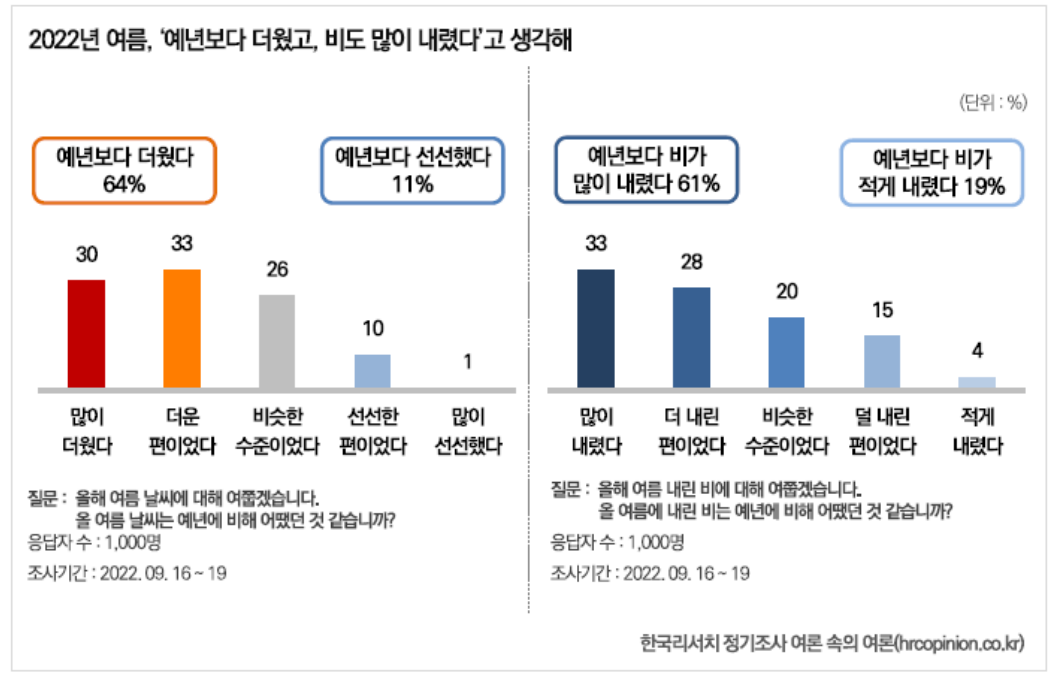 2022년 여름, ‘예년보다 더웠고, 비도 많이 내렸다’고 생각해
(단위 : %)
예년보다 더웠다
64%
예년보다 선선했다
11%
30
33
26
10
1
많이
더웠다
더운
편이었다
비슷한
수준이었다
선선한
편이었다
많이
선선했다
질문 : 올해 여름 날씨에 대해 여쭙겠습니다.
올 여름 날씨는 예년에 비해 어땠던 것 같습니까?
응답자 수 : 1,000명
조사기간 : 2022. 09. 16 ~ 19
예년보다 비가
많이 내렸다 61%
예년보다 비가
적게 내렸다 19%
33
28
20
15
4
많이
내렸다
더 내린
편이었다
비슷한
수준이었다
덜 내린
편이었다
적게
내렸다
질문 : 올해 여름 내린 비에 대해 여쭙겠습니다.
올 여름에 내린 비는 예년에 비해 어땠던 것 같습니까?
응답자 수 : 1,000명
조사기간 : 2022. 09. 16 ~ 19
한국리서치 정기조사 여론 속의 여론(hrcopinion.co.kr)